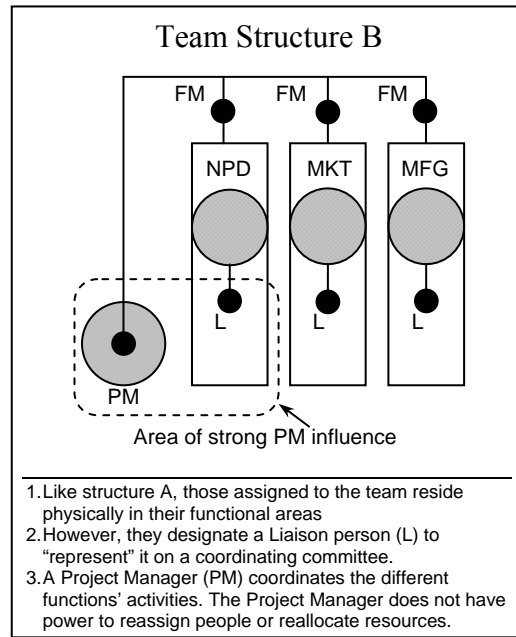 Team Structure B
FM FM FM
NPD MKT MFG
L L L
PM
Area of strong PM influence
1.Like structure A, those assigned to the team reside
physically in their functional areas
2.However, they designate a Liaison person (L) to
“represent” it on a coordinating committee.
3.A Project Manager (PM) coordinates the different
functions’ activities. The Project Manager does not have
power to reassign people or reallocate resources.